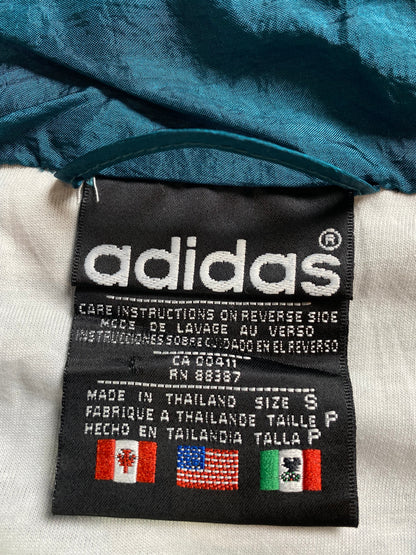 adidas®
CARE INSTRUCTIONS ON REVERSE SIDE
MODE DE LAVAGE AU VERSO
INSTRUCCIONES SOBRE CUIDADO EN EL REVERSO
CA 00411
RN 88387
MADE IN THAILAND SIZE S
FABRIQUE A THAILANDE TAILLE P
HECHO EN TAILANDIA TALLA P